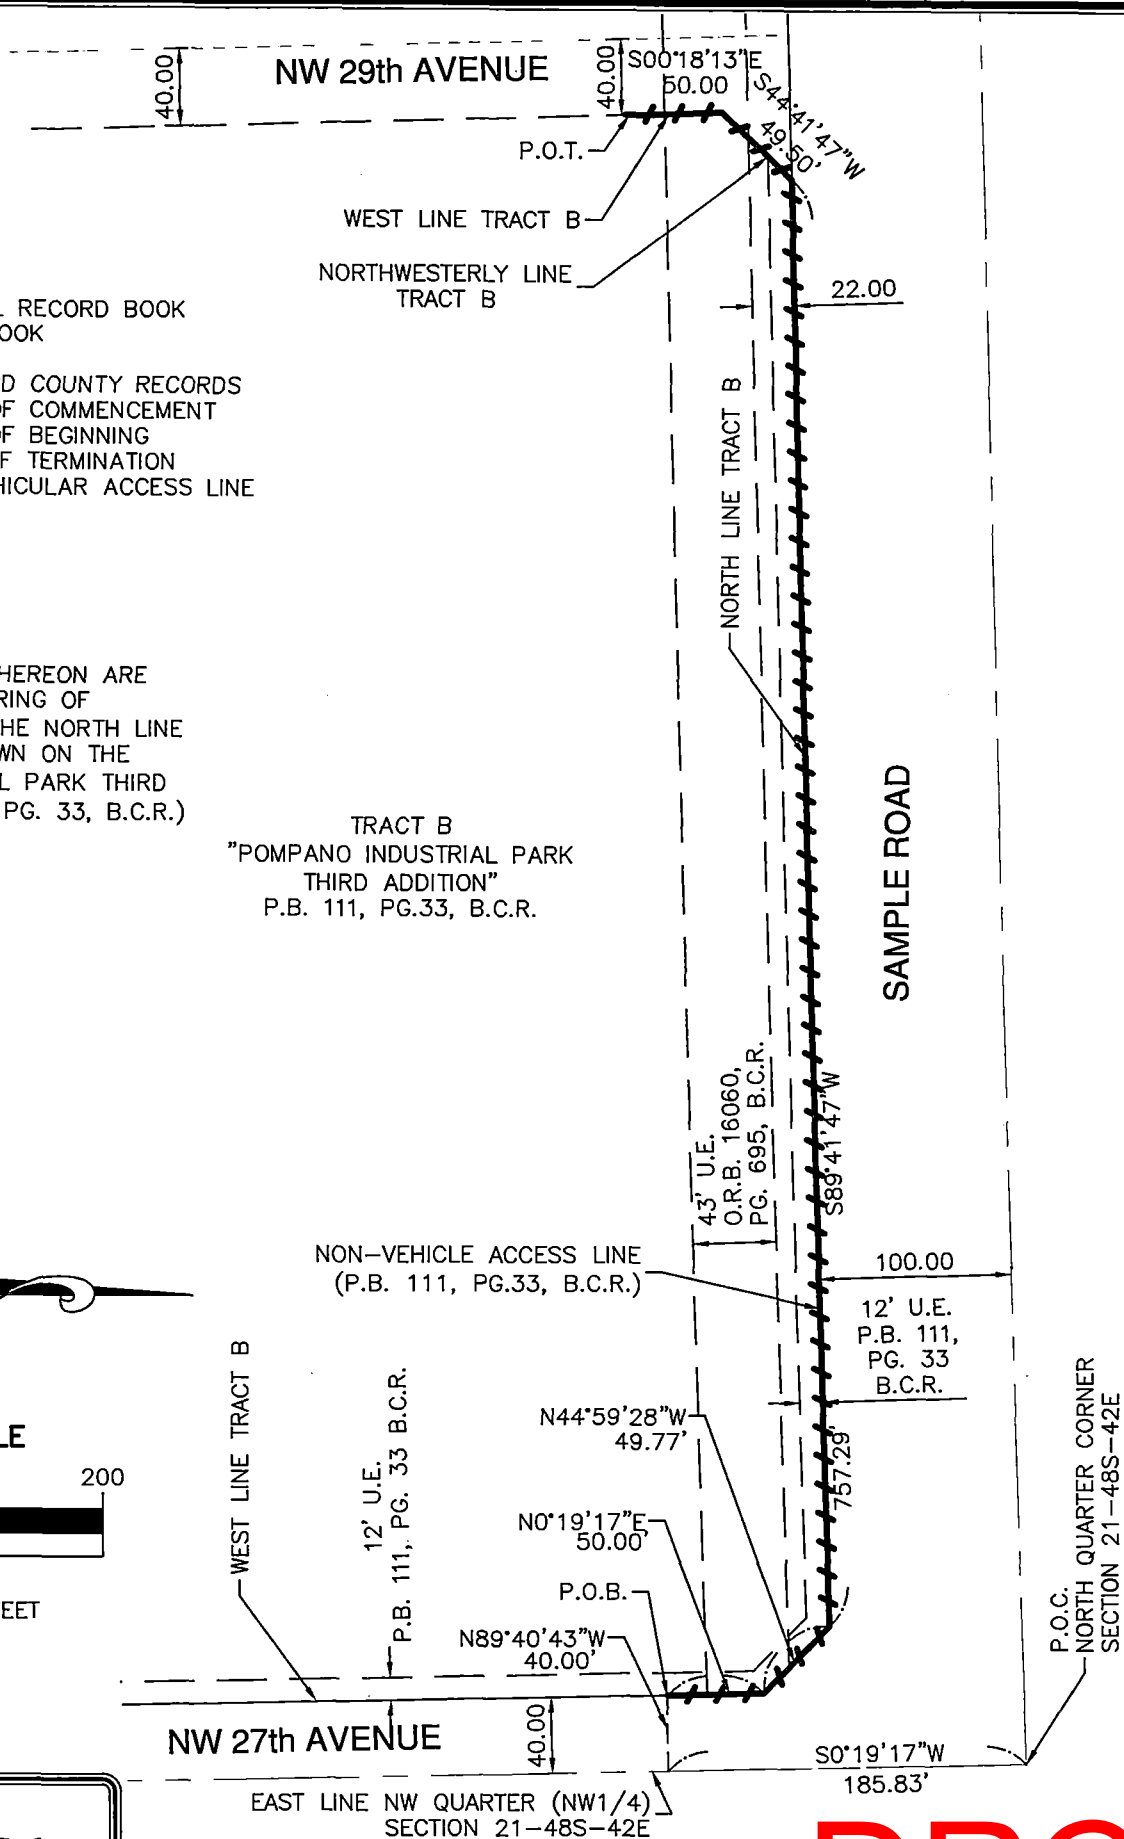 NW 29th AVENUE
40.00
40.00
S00°18'13"E
50.00
S44°41'47"W
49.50'
P.O.T.
WEST LINE TRACT B
NORTHWESTERLY LINE
TRACT B
22.00
RECORD BOOK
D COUNTY RECORDS
OF COMMENCEMENT
OF BEGINNING
TERMINATION
ACCESS LINE
NORTH LINE TRACT B
HEREON ARE
OF
THE NORTH LINE
ON THE
PARK THIRD
PG. 33, B.C.R.)
TRACT B
"POMPANO INDUSTRIAL PARK
THIRD ADDITION"
P.B. 111, PG.33, B.C.R.
SAMPLE ROAD
43' U.E.
O.R.B. 16060,
PG. 695, B.C.R.
S89°41'47"W
757.29'
NON-VEHICLE ACCESS LINE
(P.B. 111, PG.33, B.C.R.)
100.00
12' U.E.
P.B. 111,
PG. 33
B.C.R.
WEST LINE TRACT B
12' U.E.
P.B. 111, PG. 33 B.C.R.
N44°59'28"W
49.77'
200
N0°19'17"E
50.00'
P.O.B.
N89°40'43"W
40.00'
P.O.C.
NORTH QUARTER CORNER
SECTION 21-48S-42E
NW 27th AVENUE
40.00
S0°19'17"W
185.83'
EAST LINE NW QUARTER (NW1/4)
SECTION 21-48S-42E